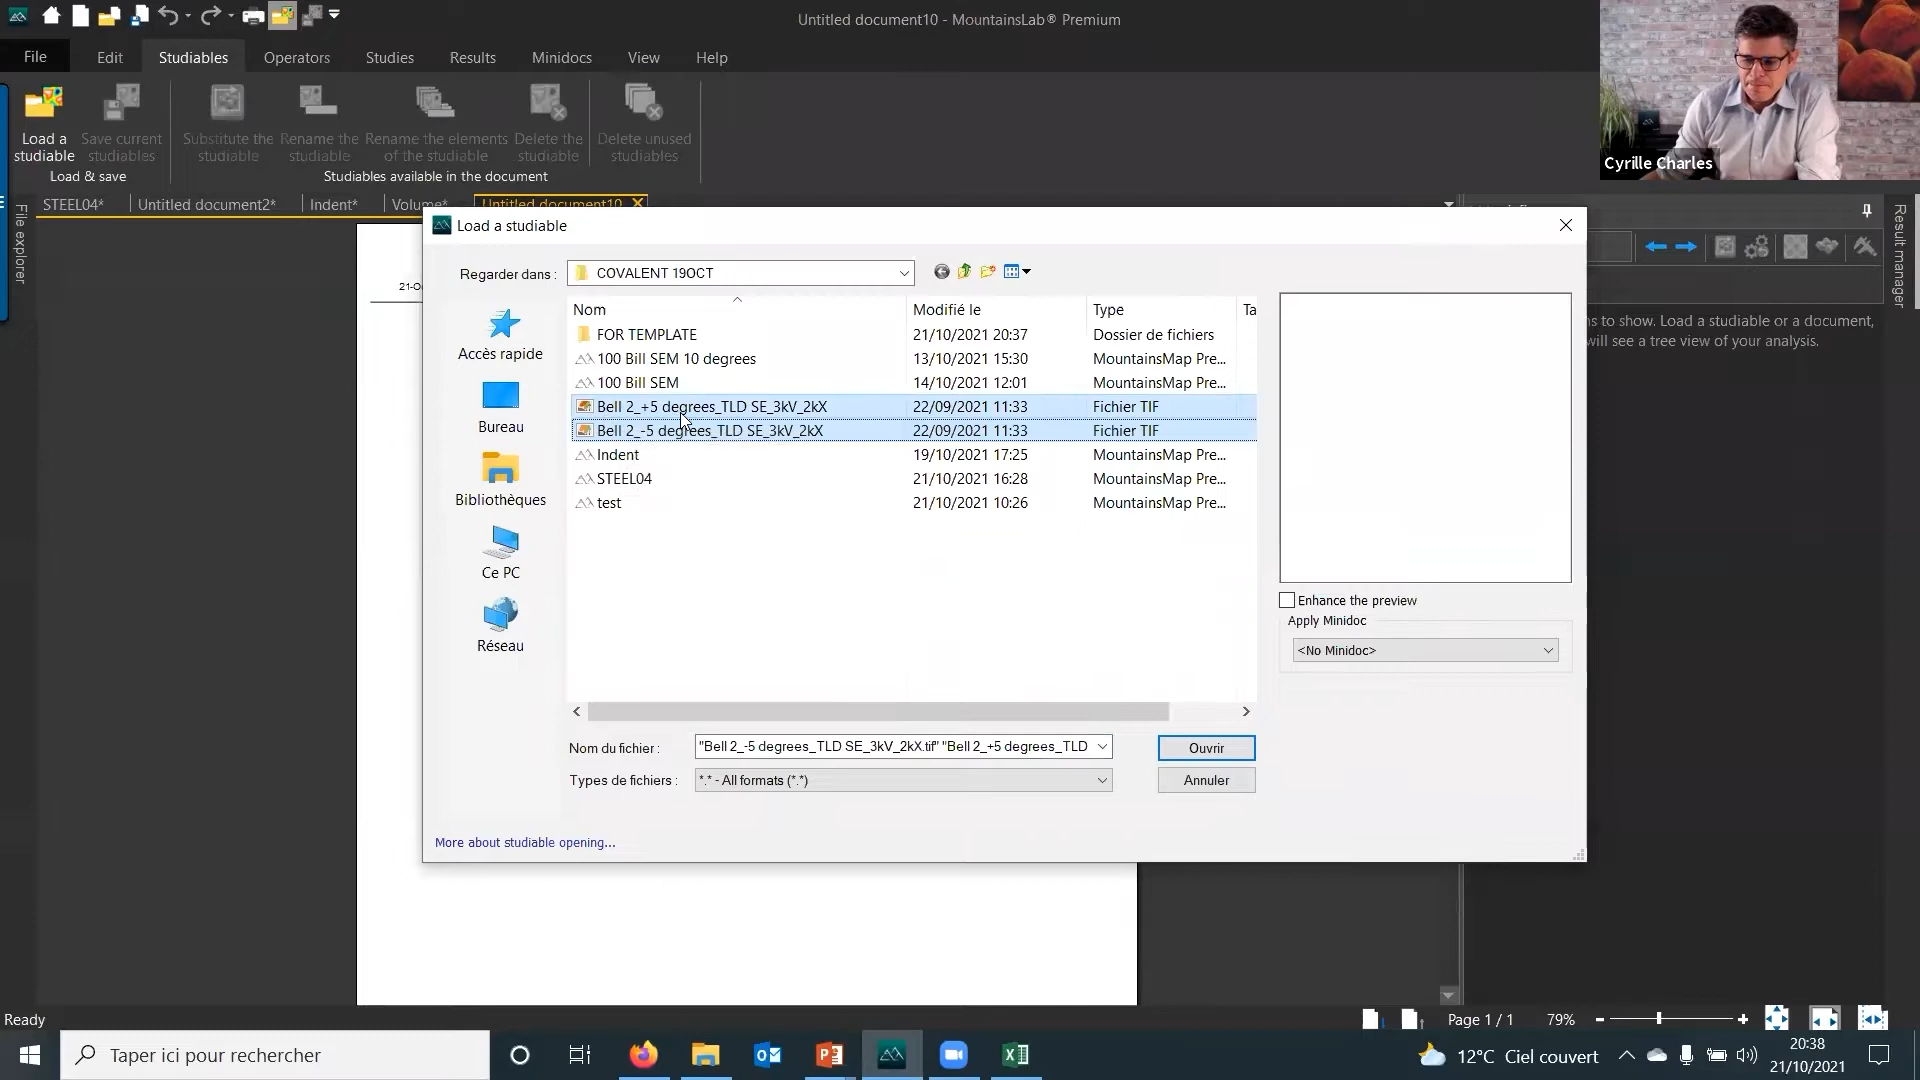 Untitled document10 - MountainsLab® Premium
File Edit Studiables Operators Studies Results Minidocs View Help
Load a studiable
Save current studiables
Substitute the studiable
Rename the studiable
Rename the elements of the studiable
Delete the studiable
Delete unused studiables
Load & save
Studiables available in the document
Cyrille Charles
STEEL04* Untitled document2* Indent* Volume* Untitled document10
File explorer
Result manager
21-O
Load a studiable
Regarder dans :
COVALENT 19OCT
Nom Modifié le Type Ta
FOR TEMPLATE 21/10/2021 20:37 Dossier de fichiers
100 Bill SEM 10 degrees 13/10/2021 15:30 MountainsMap Pre...
100 Bill SEM 14/10/2021 12:01 MountainsMap Pre...
Bell 2_+5 degrees_TLD SE_3kV_2kX 22/09/2021 11:33 Fichier TIF
Bell 2_-5 degrees_TLD SE_3kV_2kX 22/09/2021 11:33 Fichier TIF
Indent 19/10/2021 17:25 MountainsMap Pre...
STEEL04 21/10/2021 16:28 MountainsMap Pre...
test 21/10/2021 10:26 MountainsMap Pre...
Accès rapide
Bureau
Bibliothèques
Ce PC
Réseau
Enhance the preview
Apply Minidoc
<No Minidoc>
Nom du fichier :
"Bell 2_-5 degrees_TLD SE_3kV_2kX.tif" "Bell 2_+5 degrees_TLD
Ouvrir
Types de fichiers :
*.* - All formats (*.*)
Annuler
More about studiable opening...
s to show. Load a studiable or a document,
will see a tree view of your analysis.
Ready
Page 1 / 1 79%
Taper ici pour rechercher
12°C Ciel couvert
20:38
21/10/2021